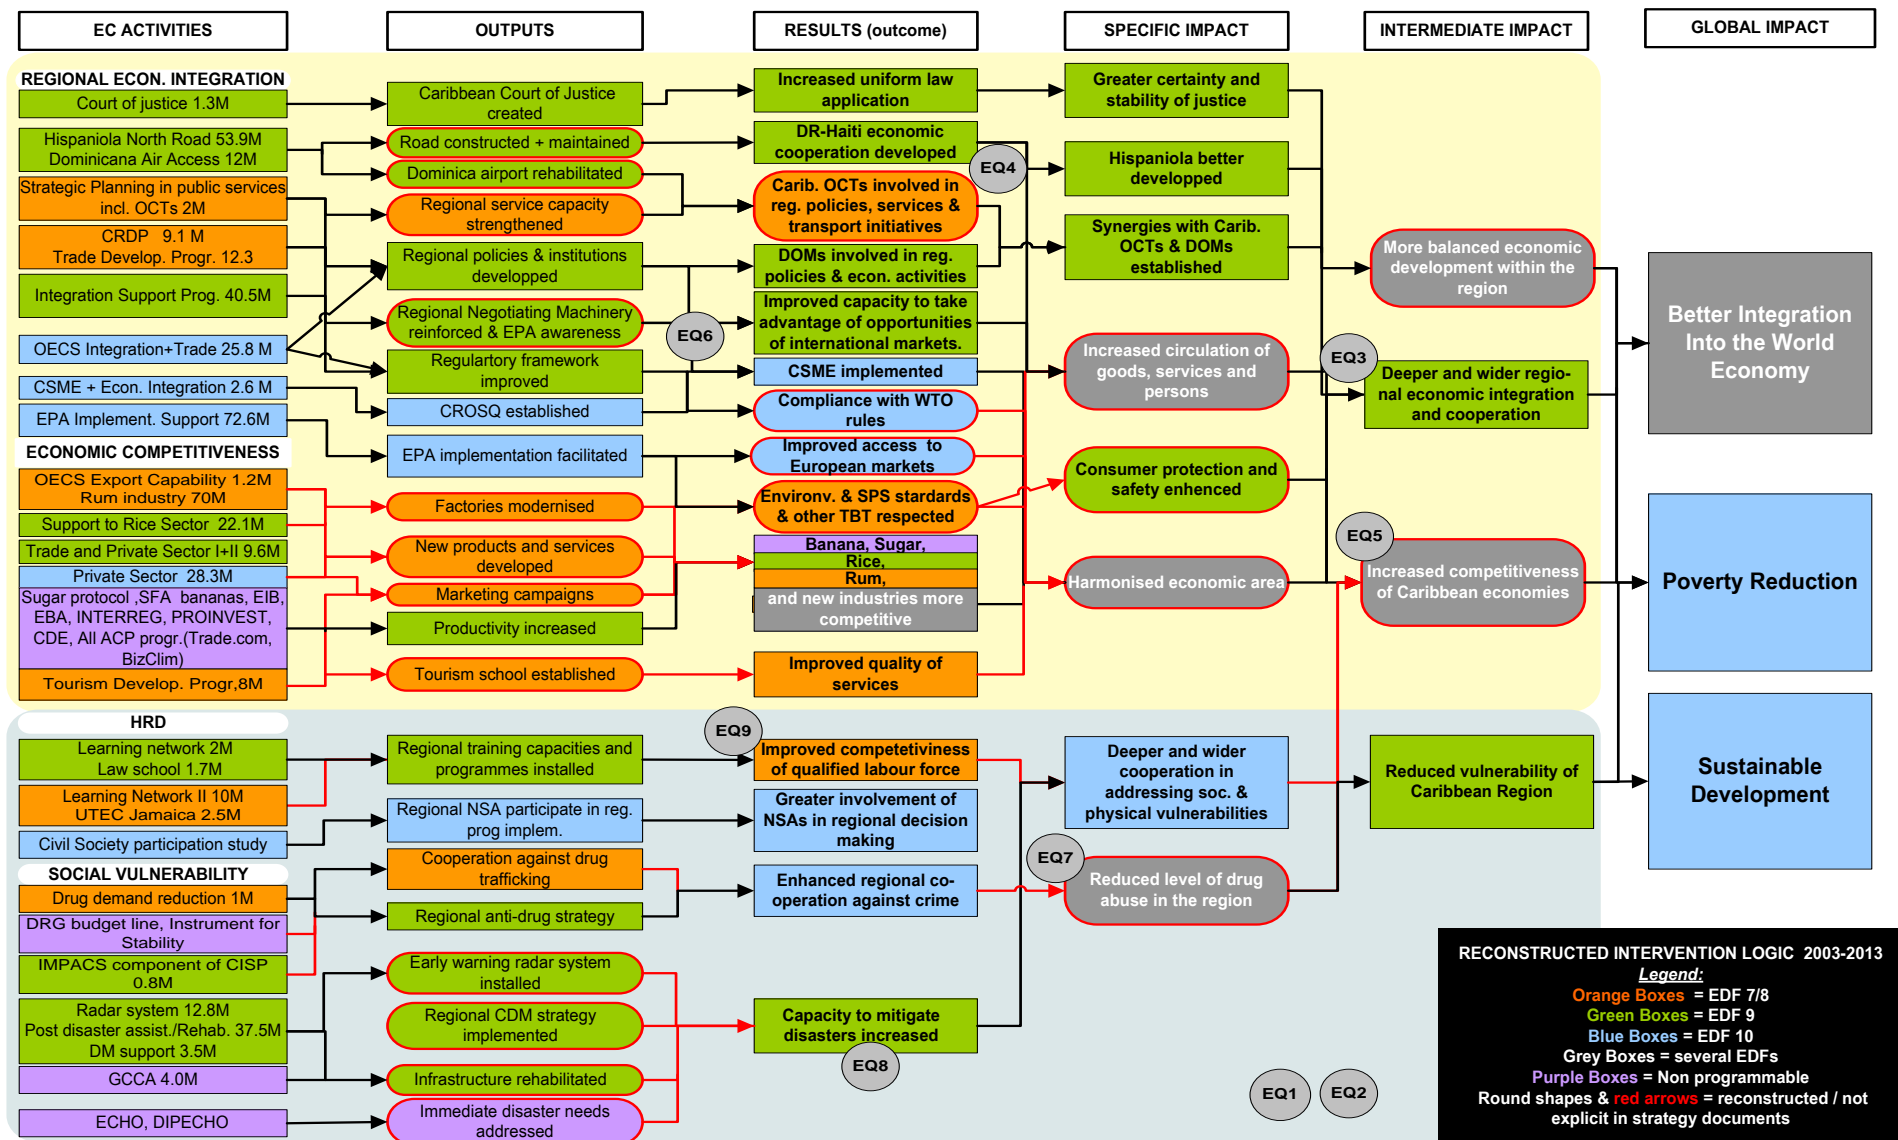 EC ACTIVITIES
OUTPUTS
RESULTS (outcome)
SPECIFIC IMPACT
INTERMEDIATE IMPACT
GLOBAL IMPACT
REGIONAL ECON. INTEGRATION
Court of justice 1.3M
Hispaniola North Road 53.9M
Dominicana Air Access 12M
Strategic Planning in public services
incl. OCTs 2M
CRDP 9.1 M
Trade Develop. Progr. 12.3
Integration Support Prog. 40.5M
OECS Integration+Trade 25.8 M
CSME + Econ. Integration 2.6 M
EPA Implement. Support 72.6M
ECONOMIC COMPETITIVENESS
OECS Export Capability 1.2M
Rum industry 70M
Support to Rice Sector 22.1M
Trade and Private Sector I+II 9.6M
Private Sector 28.3M
Sugar protocol ,SFA bananas, EIB,
EBA, INTERREG, PROINVEST,
CDE, All ACP progr.(Trade.com,
BizClim)
Tourism Develop. Progr,8M
HRD
Learning network 2M
Law school 1.7M
Learning Network II 10M
UTEC Jamaica 2.5M
Civil Society participation study
SOCIAL VULNERABILITY
Drug demand reduction 1M
DRG budget line, Instrument for
Stability
IMPACS component of CISP
0.8M
Radar system 12.8M
Post disaster assist./Rehab. 37.5M
DM support 3.5M
GCCA 4.0M
ECHO, DIPECHO
Caribbean Court of Justice
created
Road constructed + maintained
Dominica airport rehabilitated
Regional service capacity
strengthened
Regional policies & institutions
developped
Regional Negotiating Machinery
reinforced & EPA awareness
Regulartory framework
improved
CROSQ established
EPA implementation facilitated
Factories modernised
New products and services
developed
Marketing campaigns
Productivity increased
Tourism school established
Regional training capacities and
programmes installed
Regional NSA participate in reg.
prog implem.
Cooperation against drug
trafficking
Regional anti-drug strategy
Early warning radar system
installed
Regional CDM strategy
implemented
Infrastructure rehabilitated
Immediate disaster needs
addressed
Increased uniform law
application
DR-Haiti economic
cooperation developed
Carib. OCTs involved in
reg. policies, services &
transport initiatives
DOMs involved in reg.
policies & econ. activities
Improved capacity to take
advantage of opportunities
of international markets.
CSME implemented
Compliance with WTO
rules
Improved access to
European markets
Environv. & SPS stardards
& other TBT respected
Banana, Sugar,
Rice,
Rum,
and new industries more
competitive
Improved quality of
services
Improved competetiviness
of qualified labour force
Greater involvement of
NSAs in regional decision
making
Enhanced regional co-
operation against crime
Capacity to mitigate
disasters increased
Greater certainty and
stability of justice
Hispaniola better
developped
Synergies with Carib.
OCTs & DOMs
established
Increased circulation of
goods, services and
persons
Consumer protection and
safety enhenced
Harmonised economic area
Deeper and wider
cooperation in
addressing soc. &
physical vulnerabilities
Reduced level of drug
abuse in the region
More balanced economic
development within the
region
Deeper and wider regio-
nal economic integration
and cooperation
Increased competitiveness
of Caribbean economies
Reduced vulnerability of
Caribbean Region
Better Integration
Into the World
Economy
Poverty Reduction
Sustainable
Development
EQ4
EQ6
EQ3
EQ5
EQ9
EQ7
EQ8
EQ1
EQ2
RECONSTRUCTED INTERVENTION LOGIC 2003-2013
Legend:
Orange Boxes = EDF 7/8
Green Boxes = EDF 9
Blue Boxes = EDF 10
Grey Boxes = several EDFs
Purple Boxes = Non programmable
Round shapes & red arrows = reconstructed / not
explicit in strategy documents